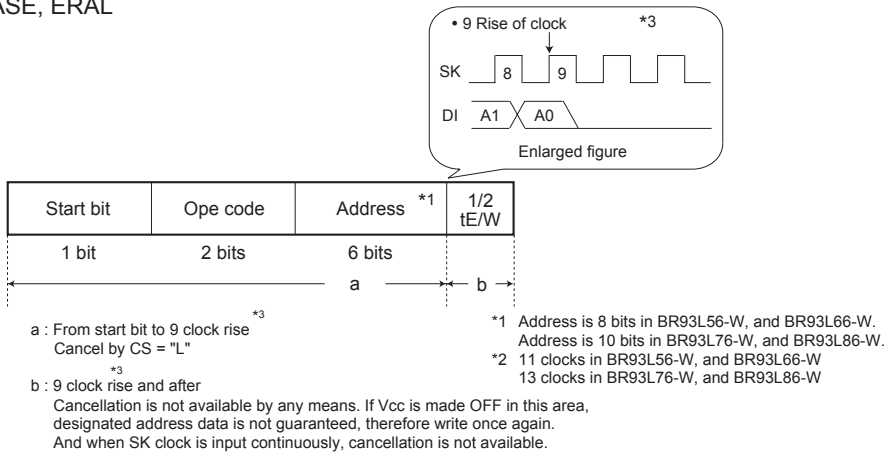 ASE, ERAL
• 9 Rise of clock *3
SK 8 9
DI A1 A0
Enlarged figure
Start bit Ope code Address *1 1/2
tE/W
1 bit 2 bits 6 bits
a b
a : From start bit to 9 clock rise *3
Cancel by CS = "L"
*3
b : 9 clock rise and after
Cancellation is not available by any means. If Vcc is made OFF in this area,
designated address data is not guaranteed, therefore write once again.
And when SK clock is input continuously, cancellation is not available.
*1 Address is 8 bits in BR93L56-W, and BR93L66-W.
Address is 10 bits in BR93L76-W, and BR93L86-W.
*2 11 clocks in BR93L56-W, and BR93L66-W
13 clocks in BR93L76-W, and BR93L86-W